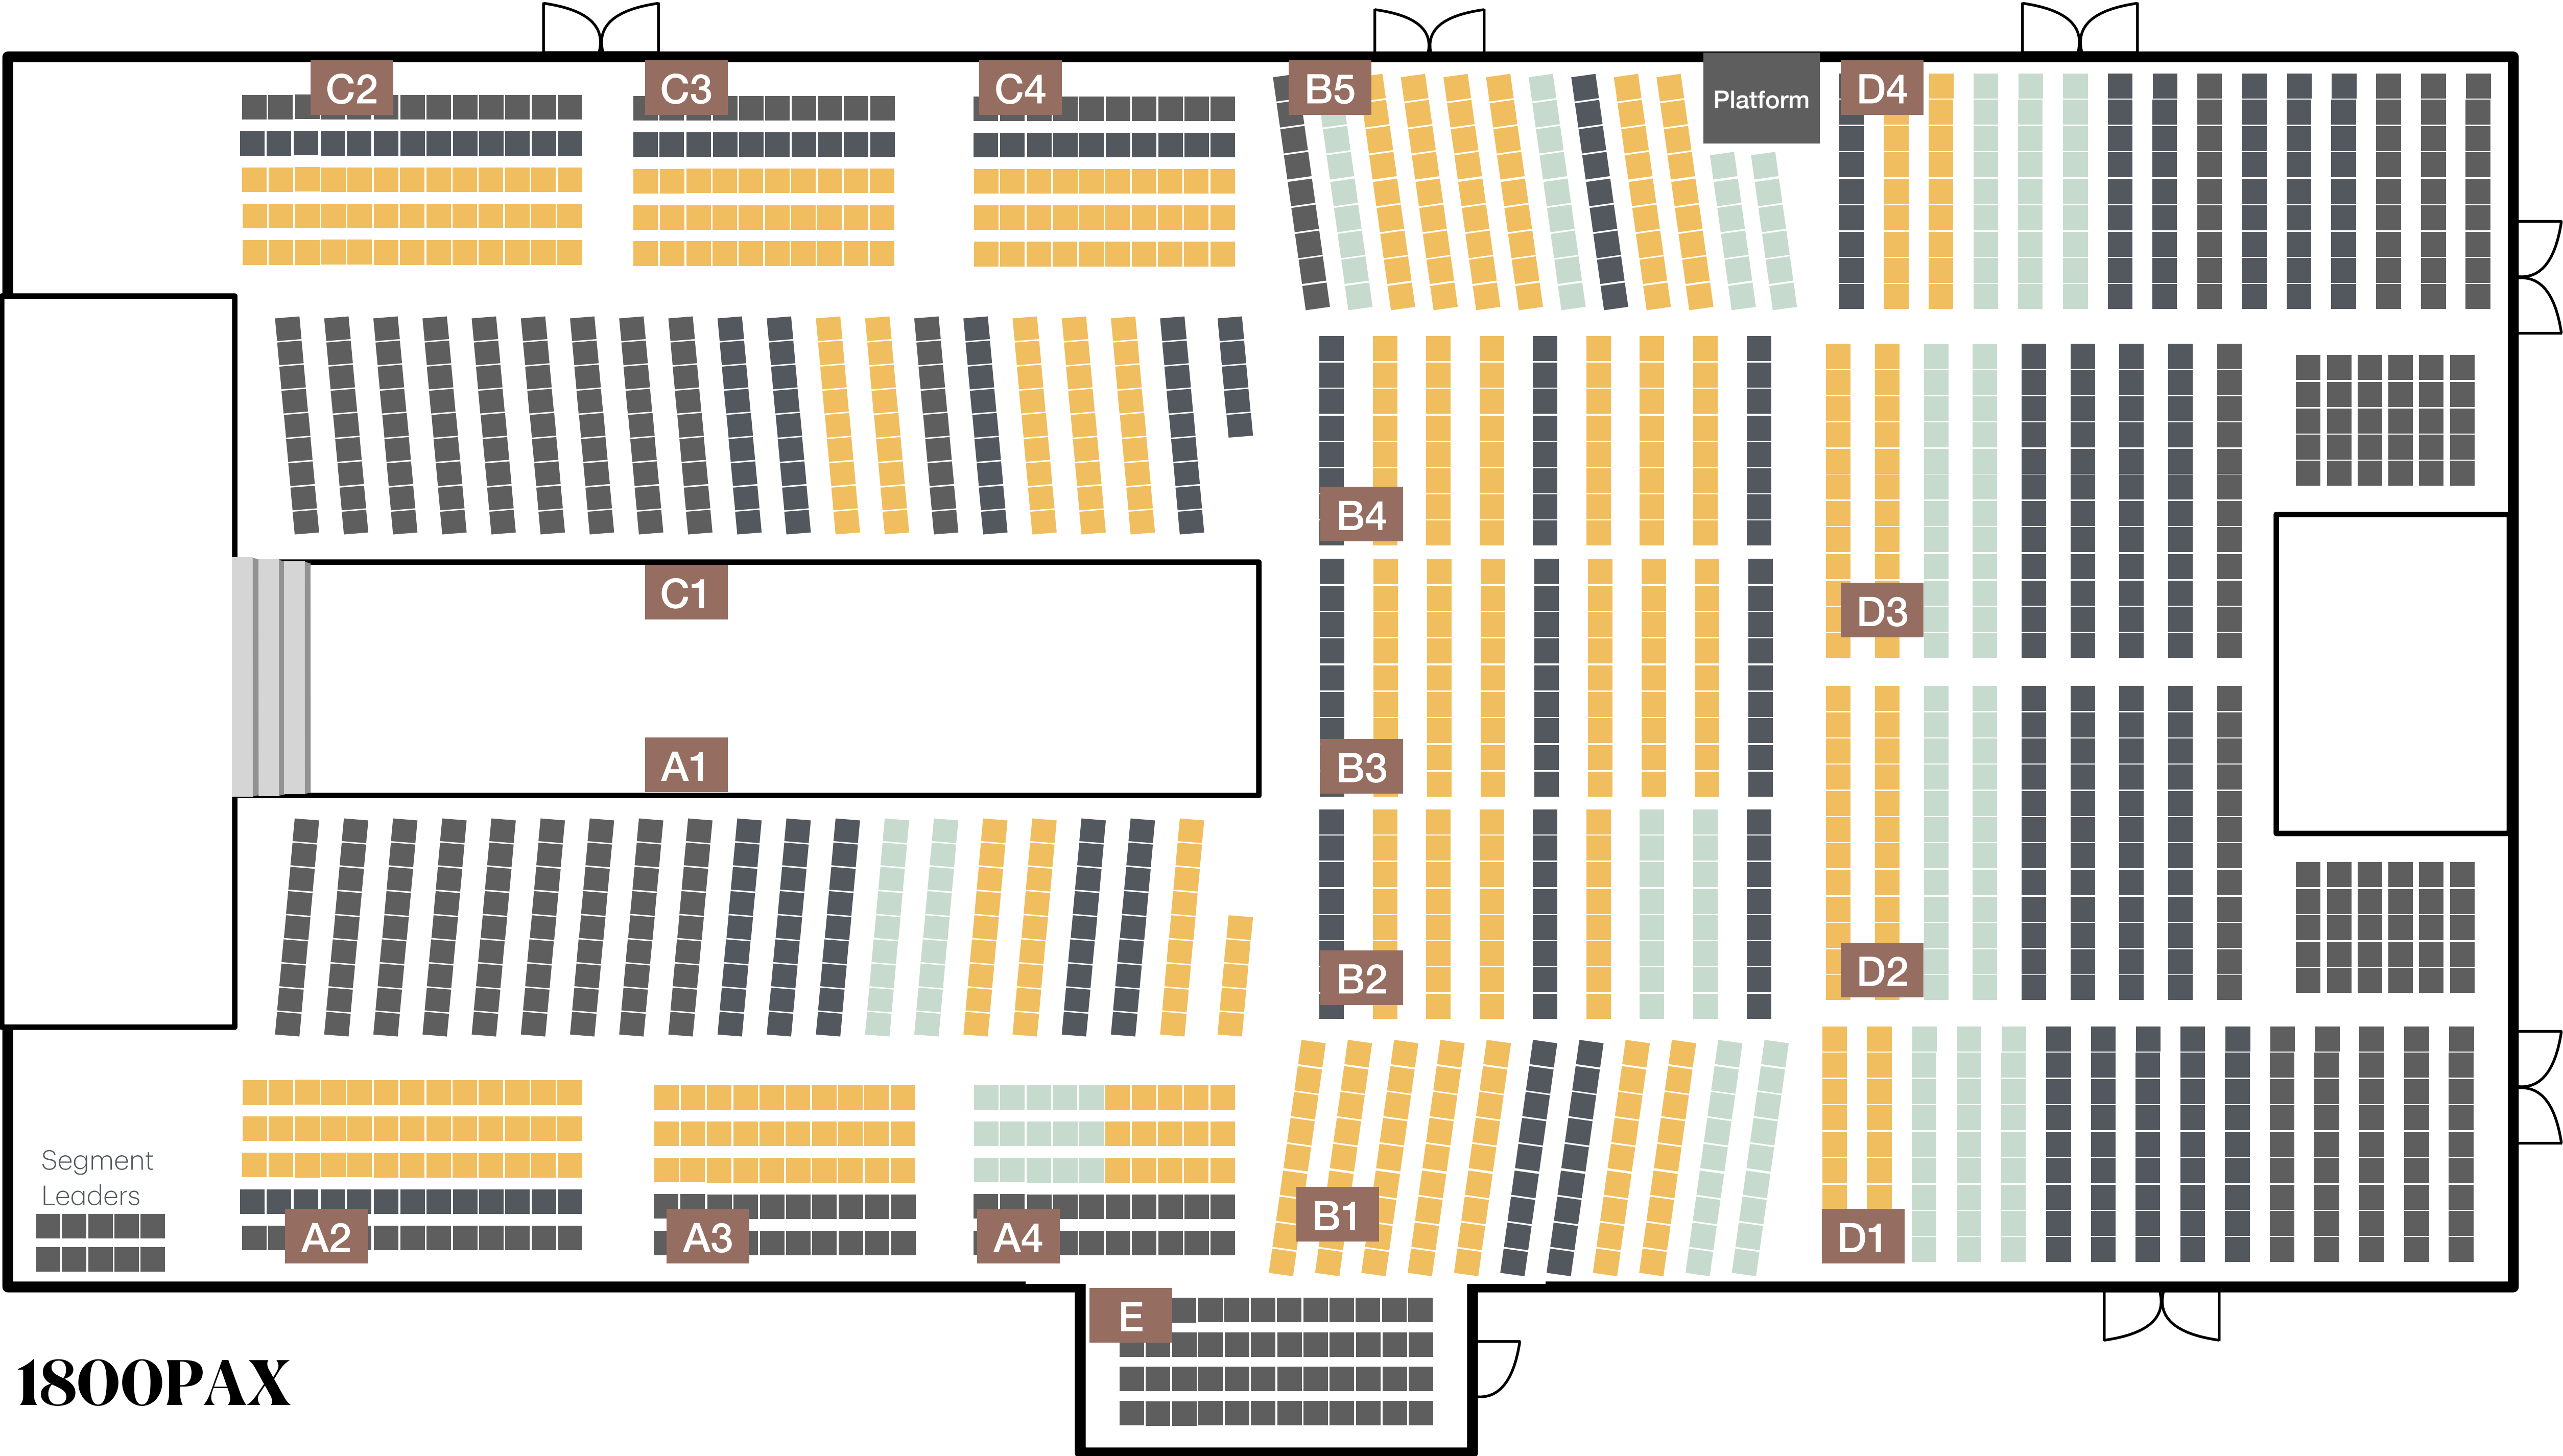 C2
C3
C4
B5
Platform
D4
B4
C1
D3
A1
B3
B2
D2
Segment
Leaders
A2
A3
A4
B1
D1
E
1800PAX